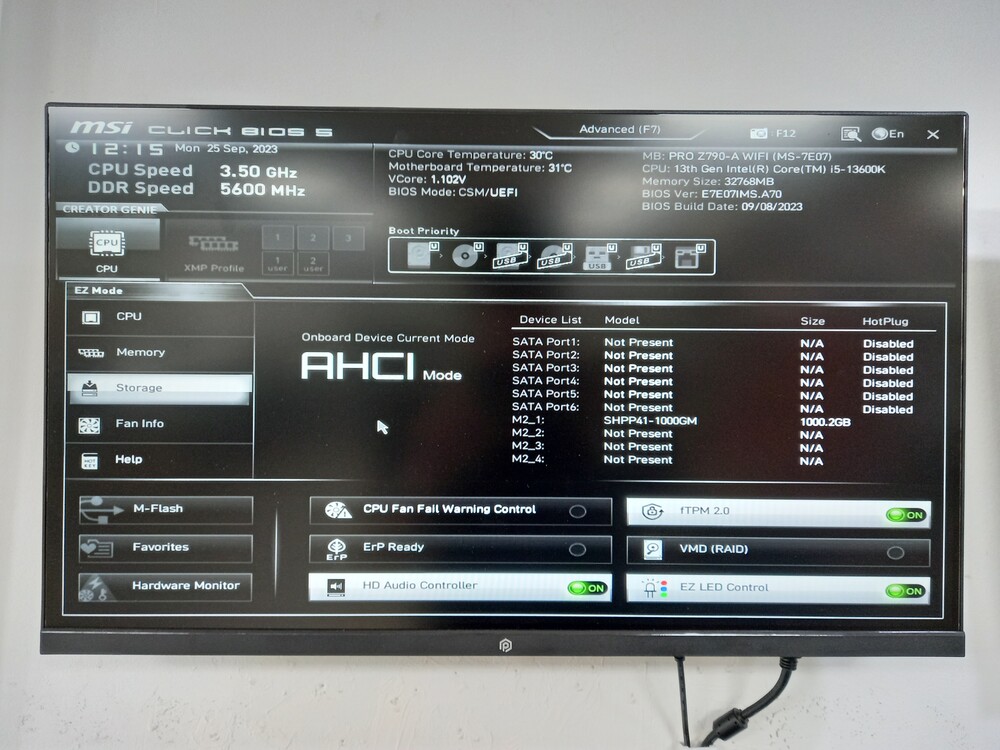 msi CLICK BIOS 5
Advanced (F7)
F12
En
X
12:15 Mon 25 Sep, 2023
CPU Speed 3.50 GHz
DDR Speed 5600 MHz
CPU Core Temperature: 30°C
Motherboard Temperature: 31°C
VCore: 1.102V
BIOS Mode: CSM/UEFI
MB: PRO Z790-A WIFI (MS-7E07)
CPU: 13th Gen Intel(R) Core(TM) i5-13600K
Memory Size: 32768MB
BIOS Ver: E7E07IMS.A70
BIOS Build Date: 09/08/2023
CREATOR GENIE
CPU
CPU
XMP Profile
1 2 3
1 user 2 user
Boot Priority
U U U U U U U
USB USB USB USB
EZ Mode
CPU
Memory
Storage
Fan Info
HOT KEY
Help
Onboard Device Current Mode
AHCI Mode
Device List Model Size HotPlug
SATA Port1: Not Present N/A Disabled
SATA Port2: Not Present N/A Disabled
SATA Port3: Not Present N/A Disabled
SATA Port4: Not Present N/A Disabled
SATA Port5: Not Present N/A Disabled
SATA Port6: Not Present N/A Disabled
M2_1: SHPP41-1000GM 1000.2GB
M2_2: Not Present N/A
M2_3: Not Present N/A
M2_4: Not Present N/A
M-Flash
Favorites
Hardware Monitor
CPU Fan Fail Warning Control
ErP
ErP Ready
HD Audio Controller ON
fTPM 2.0 ON
VMD (RAID)
EZ LED Control ON